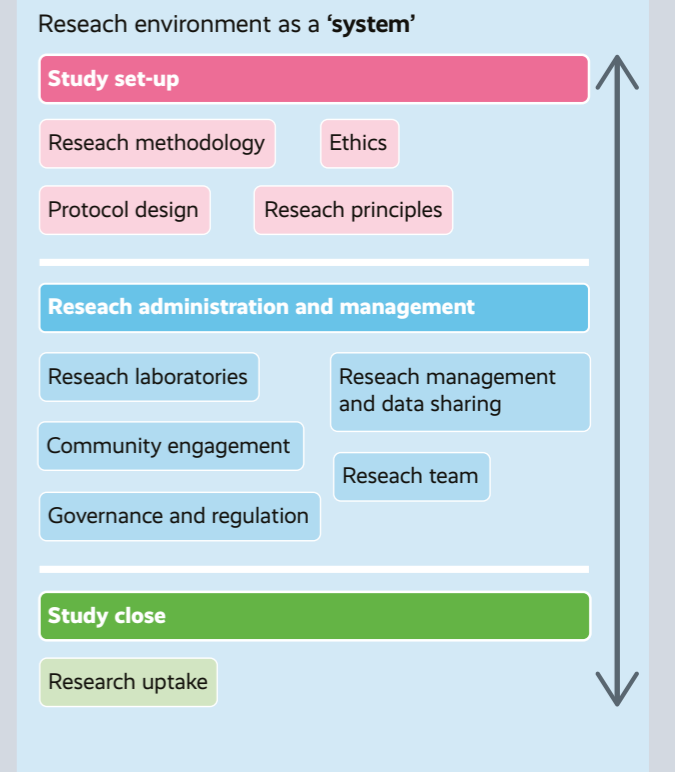 Reseach environment as a ‘system’
Study set-up
Reseach methodology
Ethics
Protocol design
Reseach principles
Reseach administration and management
Reseach laboratories
Reseach management
and data sharing
Community engagement
Reseach team
Governance and regulation
Study close
Research uptake